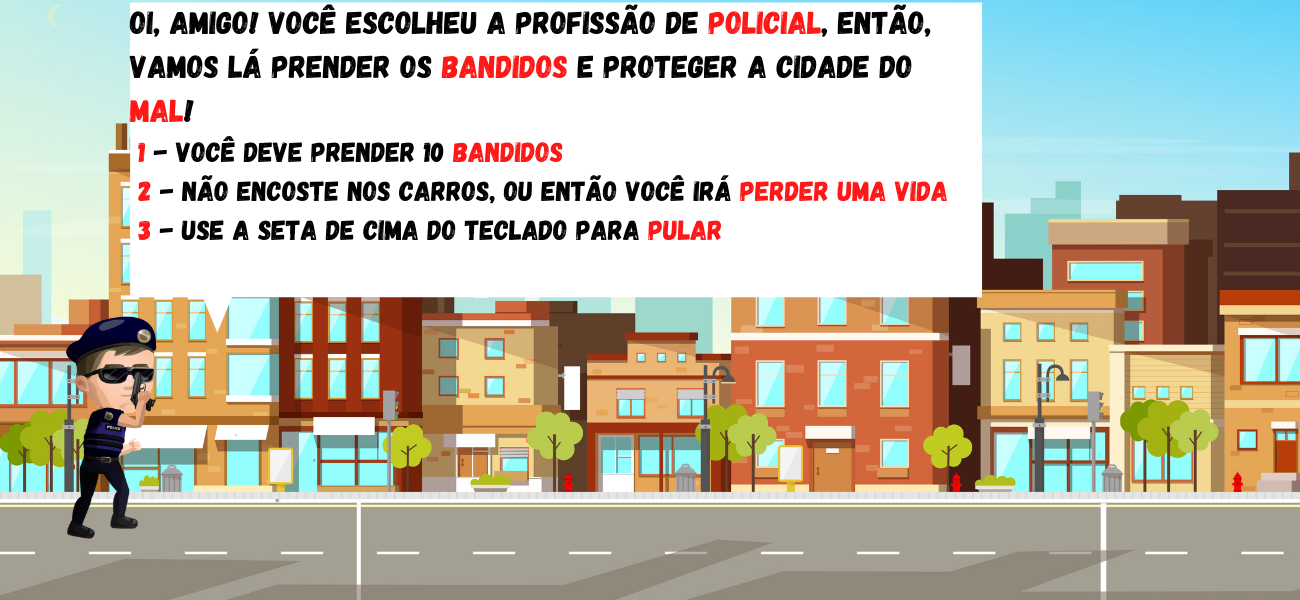 OI, AMIGO! VOCÊ ESCOLHEU A PROFISSÃO DE POLICIAL, ENTÃO,
VAMOS LÁ PRENDER OS BANDIDOS E PROTEGER A CIDADE DO
MAL!
1 - VOCÊ DEVE PRENDER 10 BANDIDOS
2 - NÃO ENCOSTE NOS CARROS, OU ENTÃO VOCÊ IRÁ PERDER UMA VIDA
3 - USE A SETA DE CIMA DO TECLADO PARA PULAR
POLICE